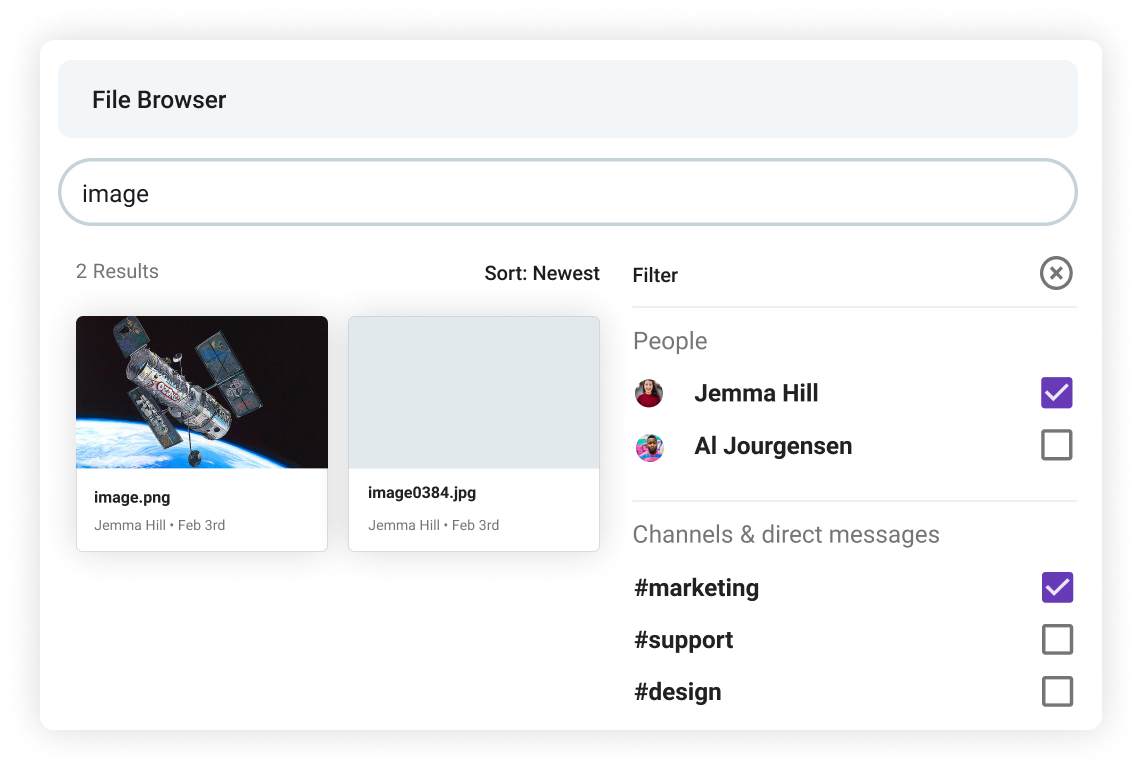 File Browser
image
2 Results
Sort: Newest
image.png
Jemma Hill • Feb 3rd
image0384.jpg
Jemma Hill • Feb 3rd
Filter
People
Jemma Hill
Al Jourgensen
Channels & direct messages
#marketing
#support
#design